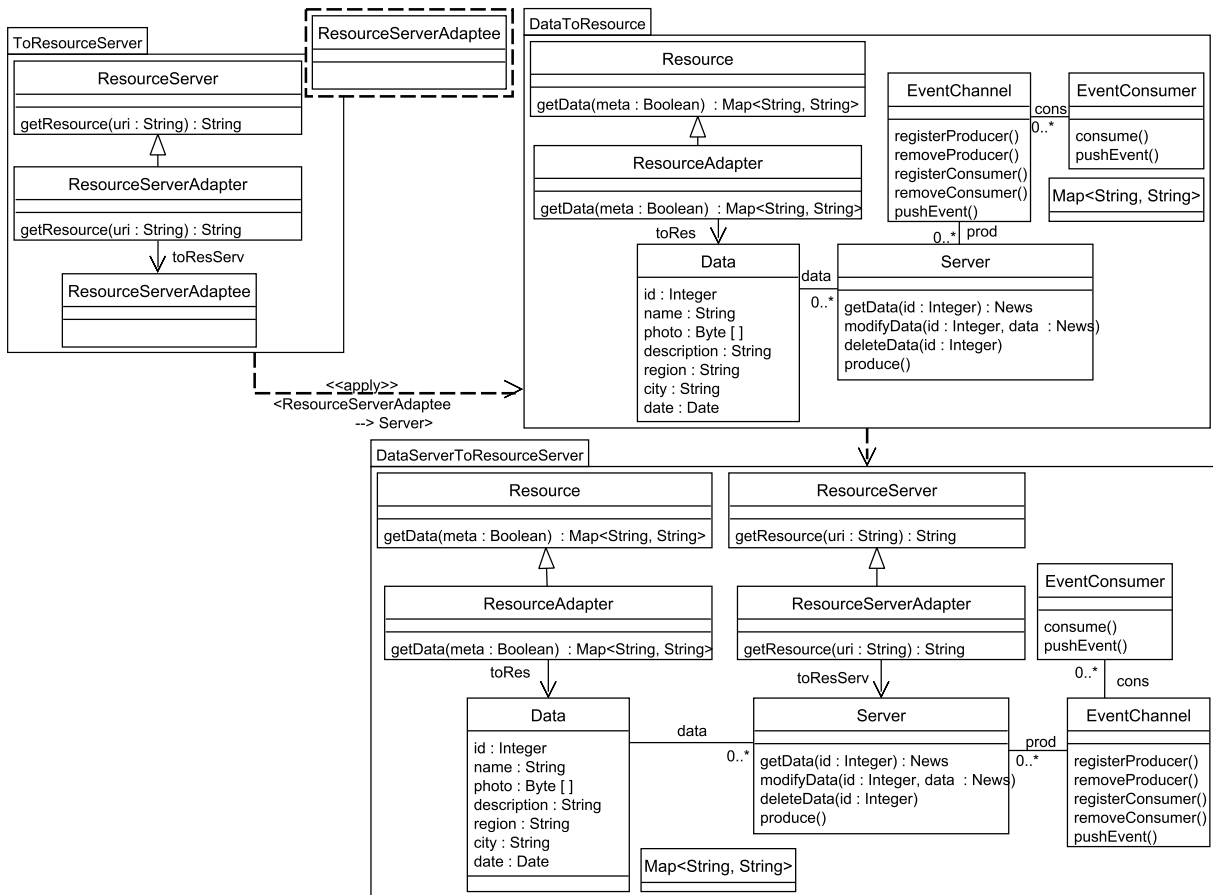 ToResourceServer
ResourceServer
getResource(uri : String) : String
ResourceServerAdapter
getResource(uri : String) : String
toResServ
ResourceServerAdaptee
ResourceServerAdaptee
<<apply>>
<ResourceServerAdaptee
--> Server>
DataToResource
Resource
getData(meta : Boolean) : Map<String, String>
ResourceAdapter
getData(meta : Boolean) : Map<String, String>
toRes
Data
id : Integer
name : String
photo : Byte [ ]
description : String
region : String
city : String
date : Date
data
0..*
EventChannel
registerProducer()
removeProducer()
registerConsumer()
removeConsumer()
pushEvent()
cons
0..*
EventConsumer
consume()
pushEvent()
Map<String, String>
0..*
prod
Server
getData(id : Integer) : News
modifyData(id : Integer, data : News)
deleteData(id : Integer)
produce()
DataServerToResourceServer
Resource
getData(meta : Boolean) : Map<String, String>
ResourceAdapter
getData(meta : Boolean) : Map<String, String>
toRes
ResourceServer
getResource(uri : String) : String
ResourceServerAdapter
getResource(uri : String) : String
toResServ
EventConsumer
consume()
pushEvent()
0..*
cons
Data
id : Integer
name : String
photo : Byte [ ]
description : String
region : String
city : String
date : Date
data
0..*
Server
getData(id : Integer) : News
modifyData(id : Integer, data : News)
deleteData(id : Integer)
produce()
prod
0..*
EventChannel
registerProducer()
removeProducer()
registerConsumer()
removeConsumer()
pushEvent()
Map<String, String>